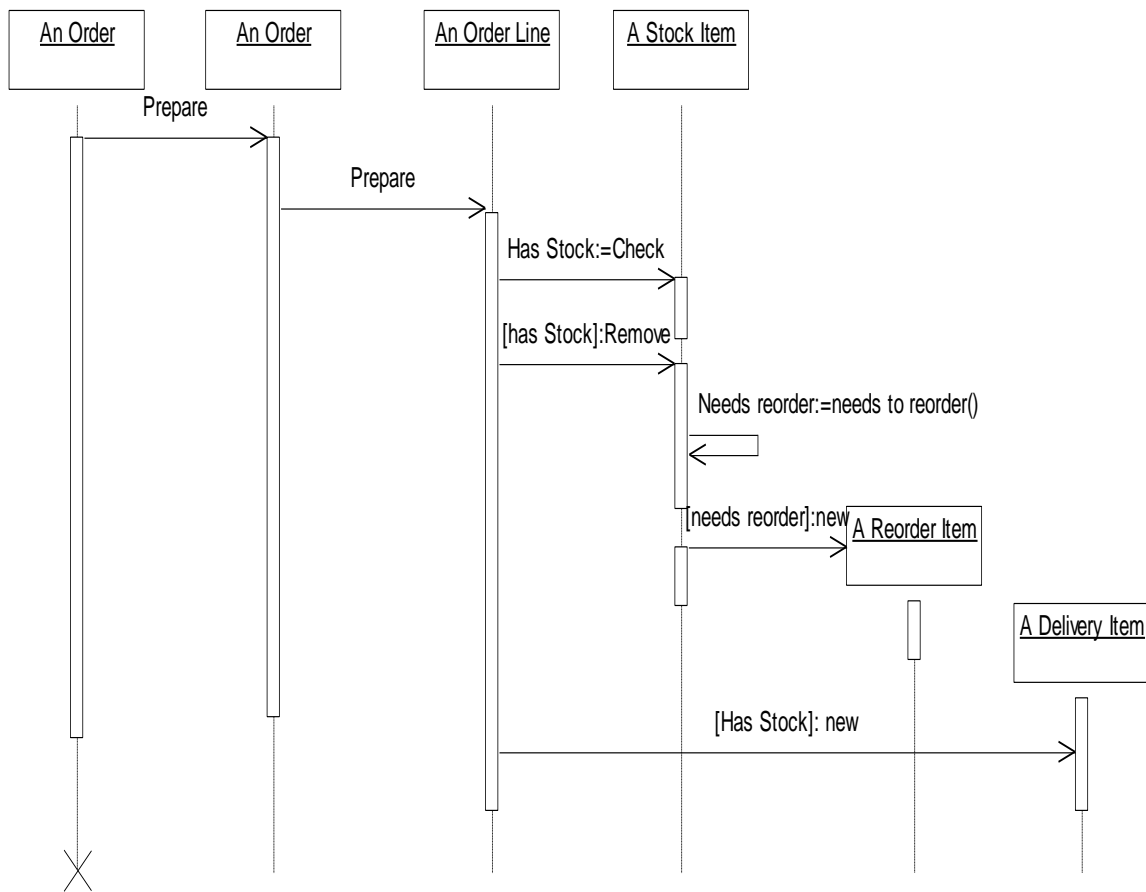 An Order
An Order
An Order Line
A Stock Item
Prepare
Prepare
Has Stock:=Check
[has Stock]:Remove
Needs reorder:=needs to reorder()
[needs reorder]:new
A Reorder Item
A Delivery Item
[Has Stock]: new